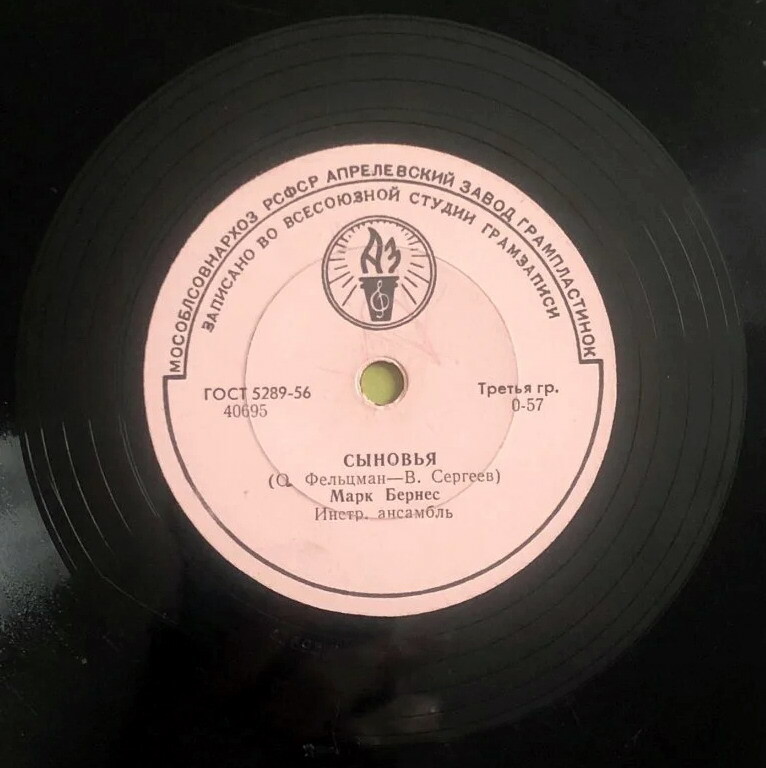 МОСОБЛСОВНАРХОЗ РСФСР АПРЕЛЕВСКИЙ ЗАВОД ГРАМПЛАСТИНОК
ЗАПИСАНО ВО ВСЕСОЮЗНОЙ СТУДИИ ГРАМЗАПИСИ
АЗ
ГОСТ 5289-56
40695
Третья гр.
0-57
СЫНОВЬЯ
(О. Фельцман—В. Сергеев)
Марк Бернес
Инстр. ансамбль